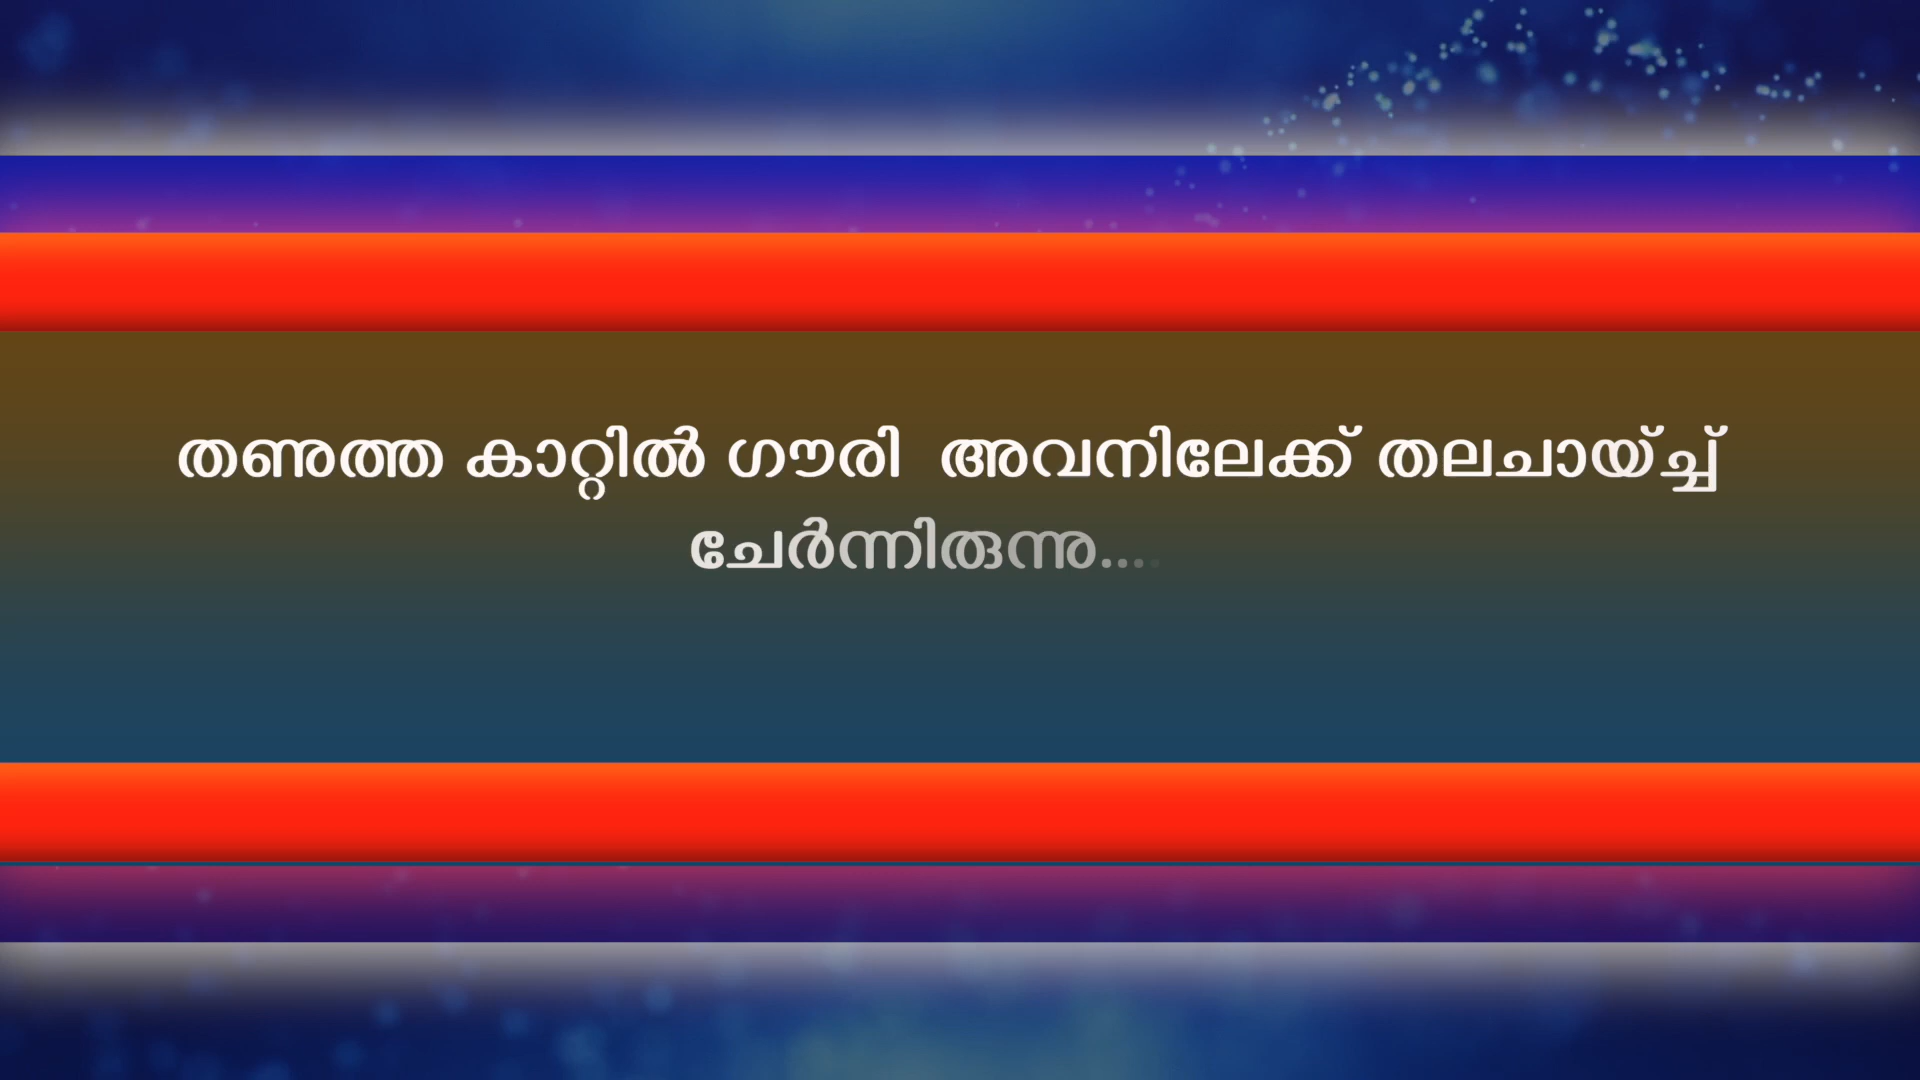 തണുത്ത കാറ്റിൽ ഗൗരി  അവനിലേക്ക് തലചായ്ച്ച്
ചേർന്നിരുന്നു....